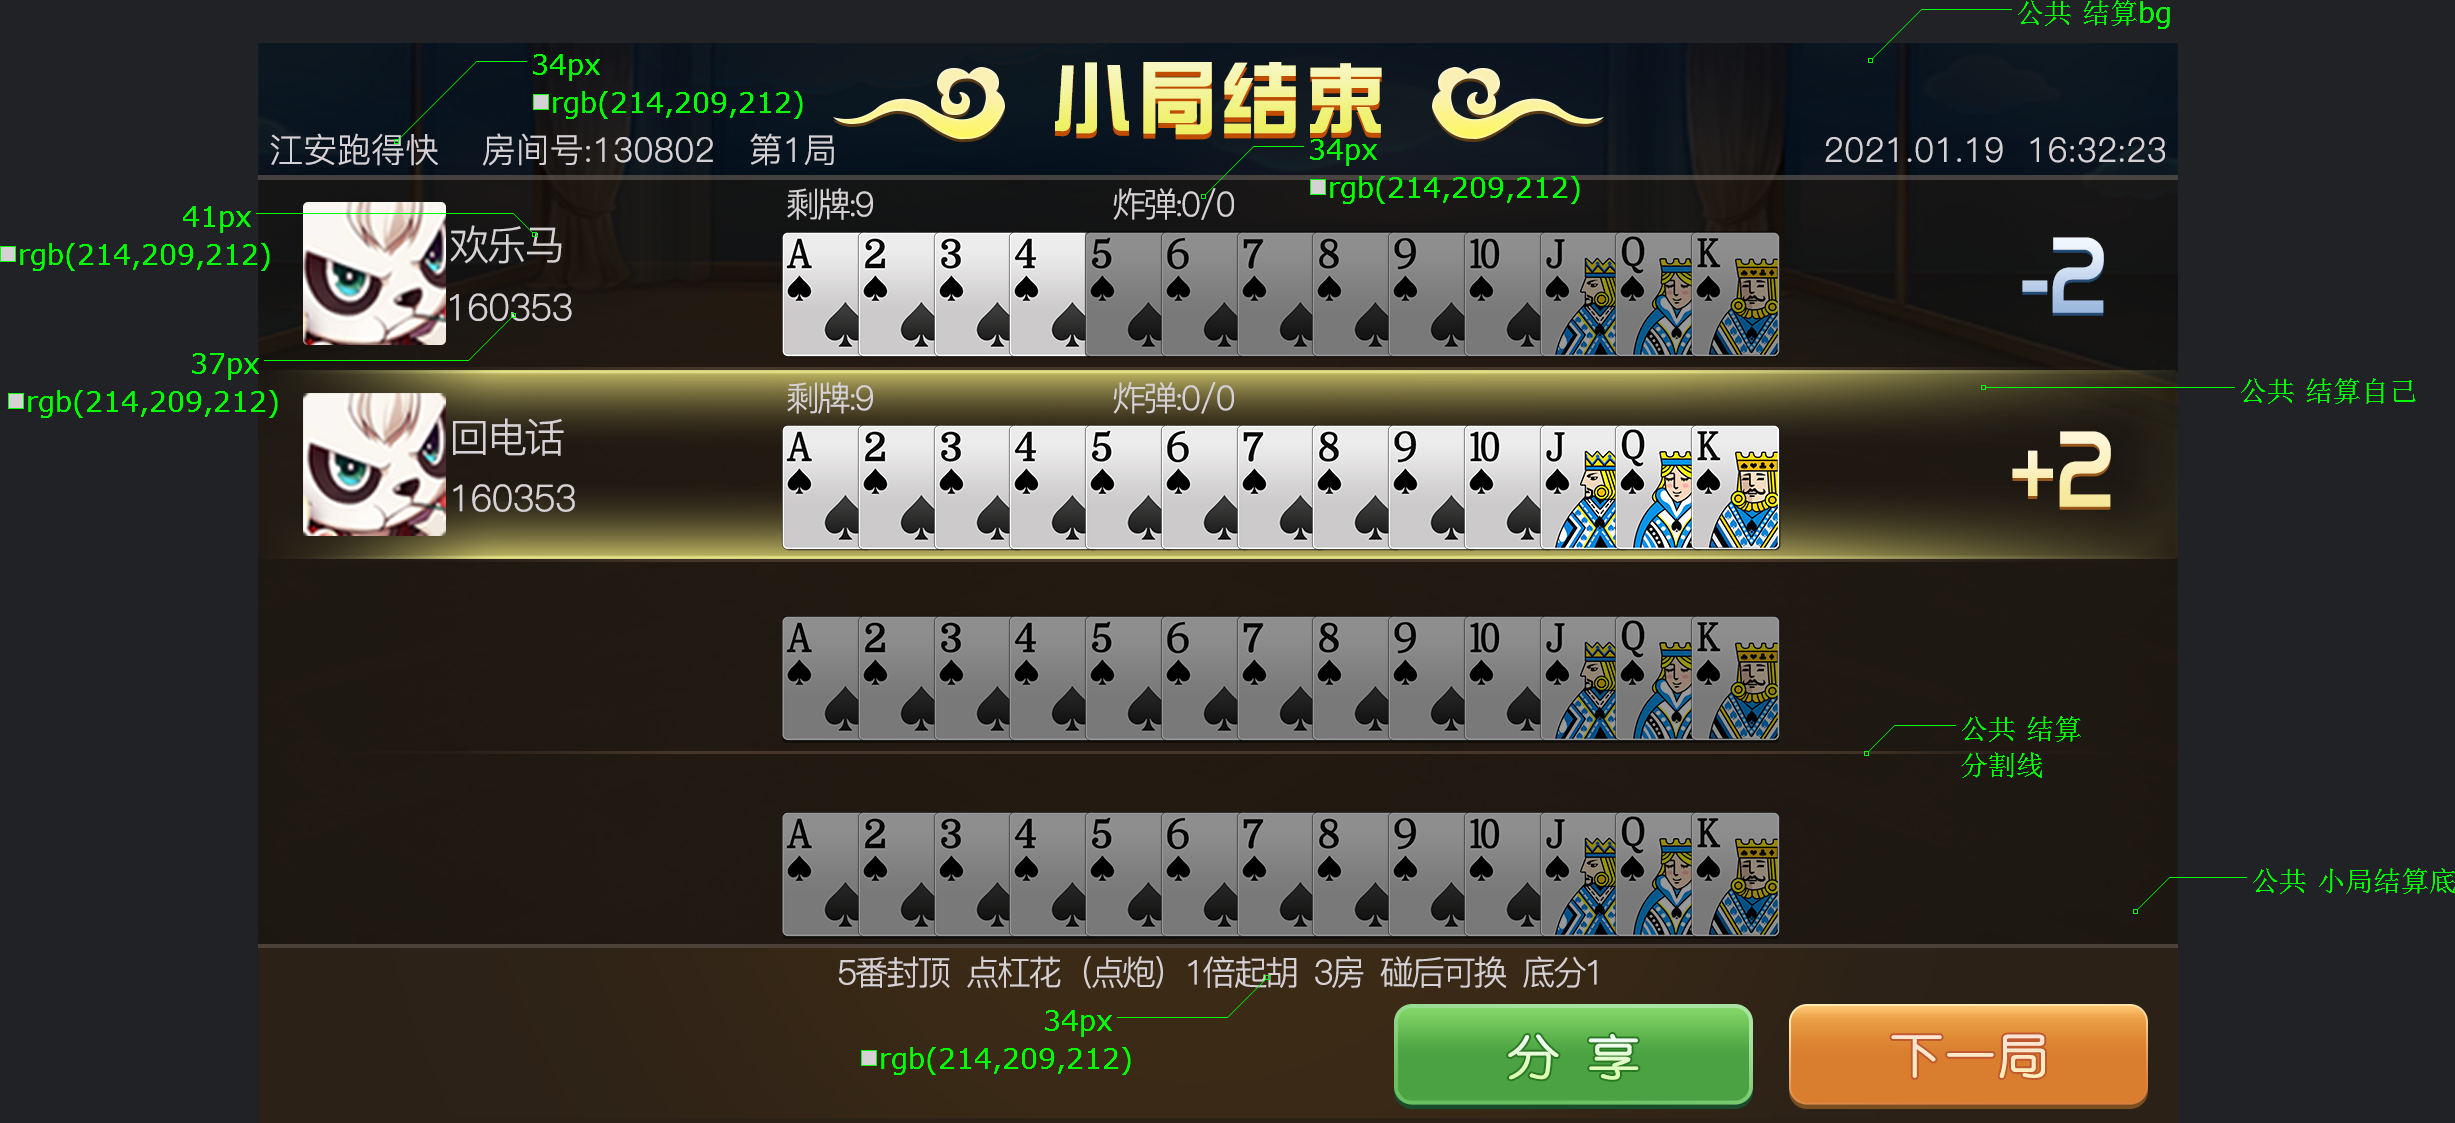 公共 结算bg
34px
rgb(214,209,212)
小局结束
江安跑得快 房间号:130802 第1局
2021.01.19 16:32:23
34px
rgb(214,209,212)
剩牌:9 炸弹:0/0
41px
rgb(214,209,212)
欢乐马
160353
A 2 3 4 5 6 7 8 9 10 J Q K
-2
37px
rgb(214,209,212)
剩牌:9 炸弹:0/0
公共 结算自己
回电话
160353
A 2 3 4 5 6 7 8 9 10 J Q K
+2
A 2 3 4 5 6 7 8 9 10 J Q K
公共 结算
分割线
A 2 3 4 5 6 7 8 9 10 J Q K
公共 小局结算底
5番封顶 点杠花（点炮）1倍起胡 3房 碰后可换 底分1
34px
rgb(214,209,212)
分 享
下一局